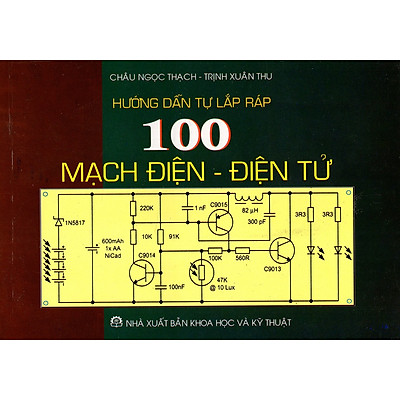 CHÂU NGỌC THẠCH - TRỊNH XUÂN THU
HƯỚNG DẪN TỰ LẮP RÁP
100
MẠCH ĐIỆN - ĐIỆN TỬ
1N5817
220K
1 nF
C9015
82 µH
300 pF
3R3
3R3
600mAh
1x AA
NiCad
10K
91K
C9014
100K
560R
C9013
100nF
47K
@ 10 Lux
NHÀ XUẤT BẢN KHOA HỌC VÀ KỸ THUẬT